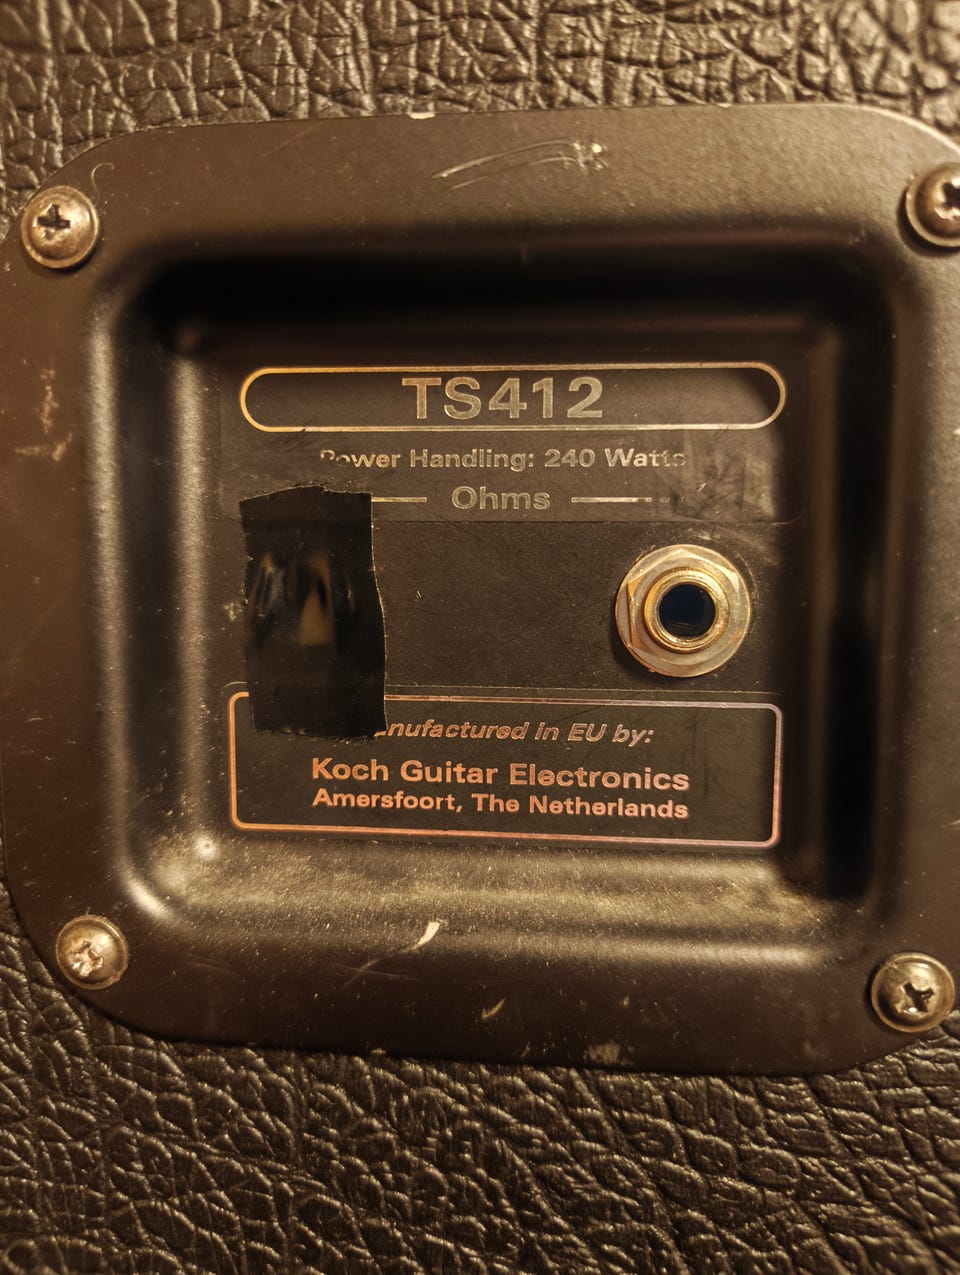 TS412
Power Handling: 240 Watts
Ohms
anufactured in EU by:
Koch Guitar Electronics
Amersfoort, The Netherlands